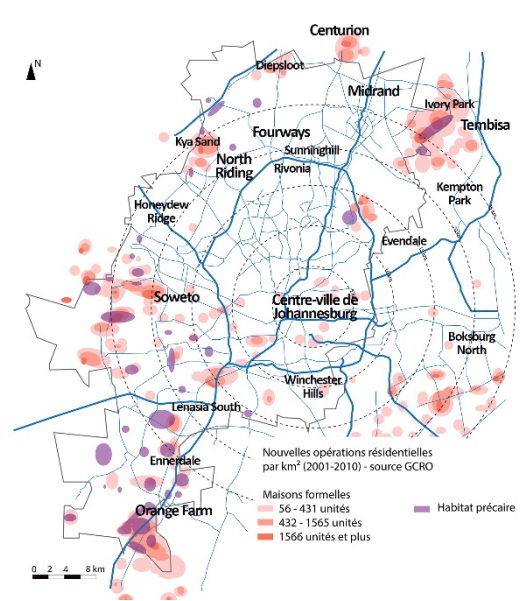 Centurion
N
Diepsloot
Midrand
Ivory Park
Tembisa
Fourways
Kya Sand
Sunninghill
North
Riding
Rivonia
Kempton
Park
Honeydew
Ridge
Evendale
Soweto
Centre-ville de
Johannesburg
Boksburg
North
Winchester
Hills
Lenasia South
Nouvelles opérations résidentielles
par km² (2001-2010) - source GCRO
Ennerdale
Maisons formelles
56 - 431 unités
Habitat précaire
432 - 1565 unités
1566 unités et plus
Orange Farm
0 2 4 8 km